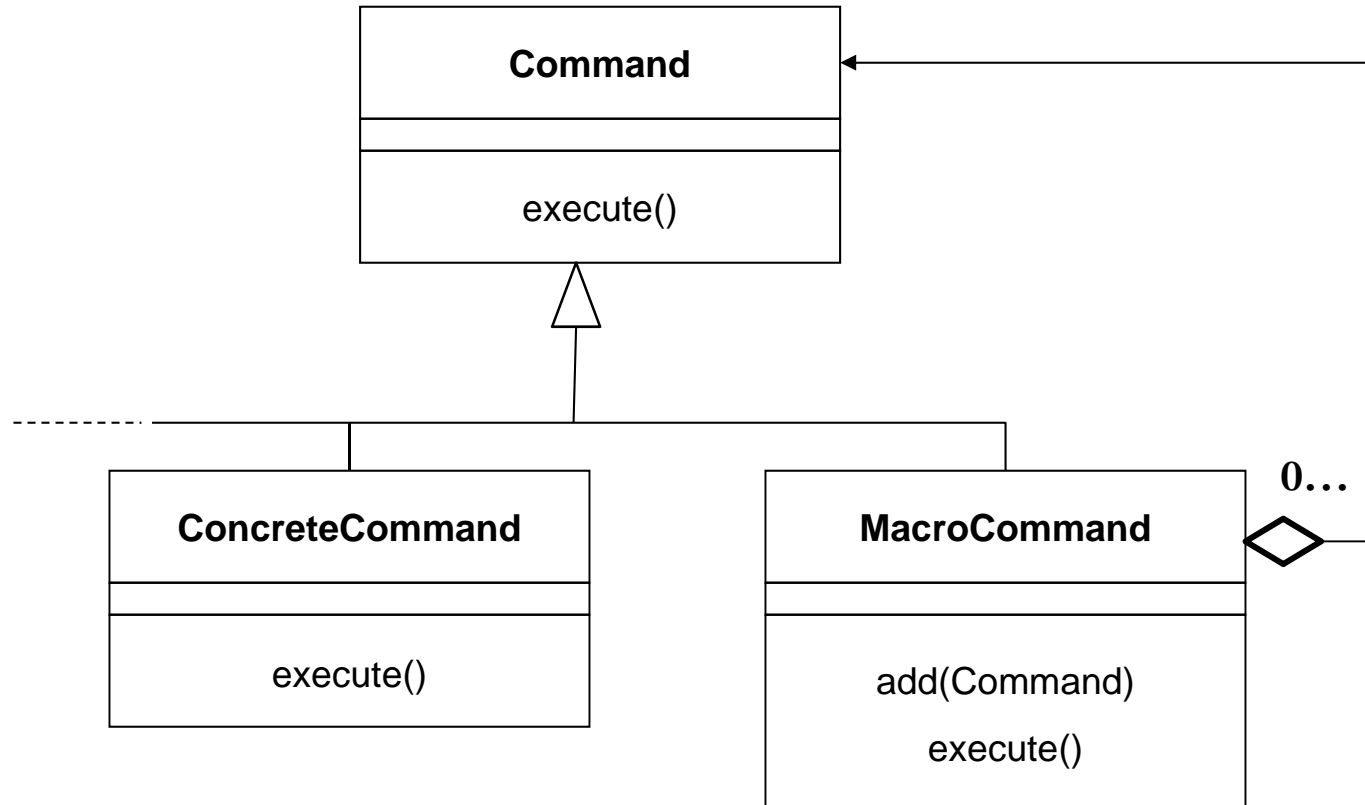 Command
execute()
0…
ConcreteCommand
MacroCommand
execute()
add(Command)
execute()